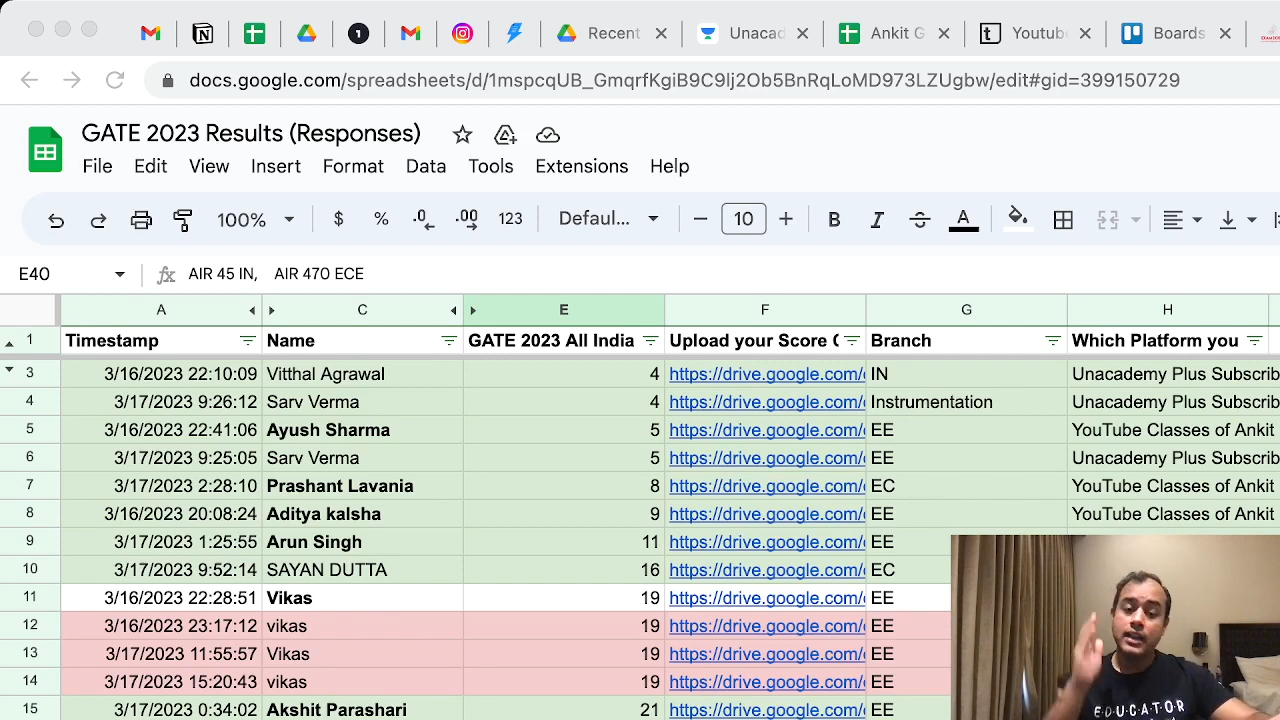 Recent
Unacad
Ankit G
Youtube
Boards
docs.google.com/spreadsheets/d/1mspcqUB_GmqrfKgiB9C9Ij2Ob5BnRqLoMD973LZUgbw/edit#gid=399150729
GATE 2023 Results (Responses)
File Edit View Insert Format Data Tools Extensions Help
100% $ % .0 .00 123 Defaul... − 10 + B I S A
E40 fx AIR 45 IN, AIR 470 ECE
A C E F G H
1 Timestamp Name GATE 2023 All India Upload your Score C Branch Which Platform you
3 3/16/2023 22:10:09 Vitthal Agrawal 4 https://drive.google.com/ IN Unacademy Plus Subscrib
4 3/17/2023 9:26:12 Sarv Verma 4 https://drive.google.com/ Instrumentation Unacademy Plus Subscrib
5 3/16/2023 22:41:06 Ayush Sharma 5 https://drive.google.com/ EE YouTube Classes of Ankit
6 3/17/2023 9:25:05 Sarv Verma 5 https://drive.google.com/ EE Unacademy Plus Subscrib
7 3/17/2023 2:28:10 Prashant Lavania 8 https://drive.google.com/ EC YouTube Classes of Ankit
8 3/16/2023 20:08:24 Aditya kalsha 9 https://drive.google.com/ EE YouTube Classes of Ankit
9 3/17/2023 1:25:55 Arun Singh 11 https://drive.google.com/ EE
10 3/17/2023 9:52:14 SAYAN DUTTA 16 https://drive.google.com/ EC
11 3/16/2023 22:28:51 Vikas 19 https://drive.google.com/ EE
12 3/16/2023 23:17:12 vikas 19 https://drive.google.com/ EE
13 3/17/2023 11:55:57 Vikas 19 https://drive.google.com/ EE
14 3/17/2023 15:20:43 vikas 19 https://drive.google.com/ EE
15 3/17/2023 0:34:02 Akshit Parashari 21 https://drive.google.com/ EE
EDUCATOR